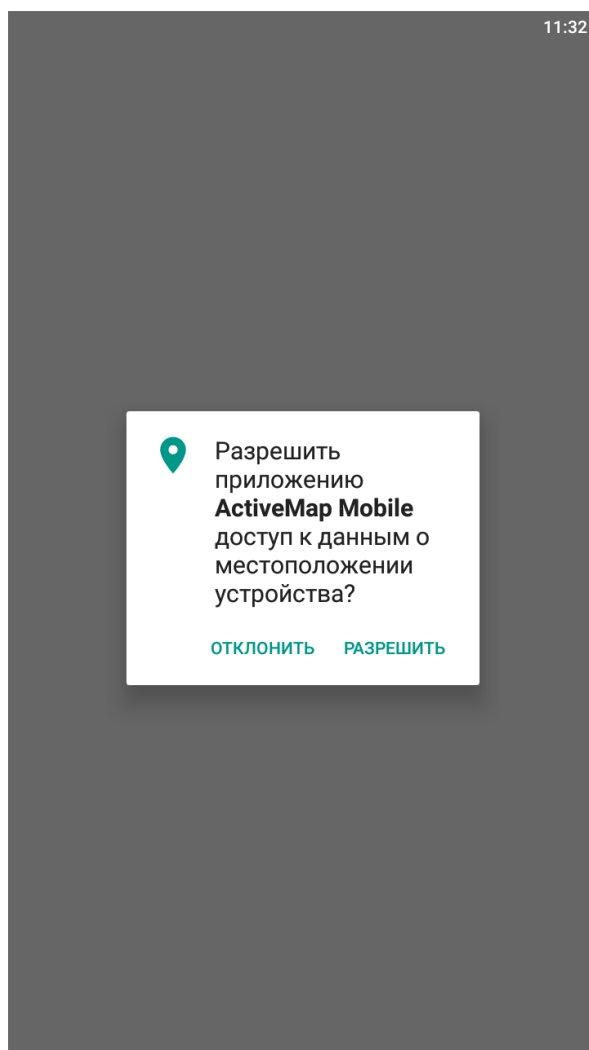 11:32
Разрешить
приложению
ActiveMap Mobile
доступ к данным о
местоположении
устройства?
ОТКЛОНИТЬ РАЗРЕШИТЬ